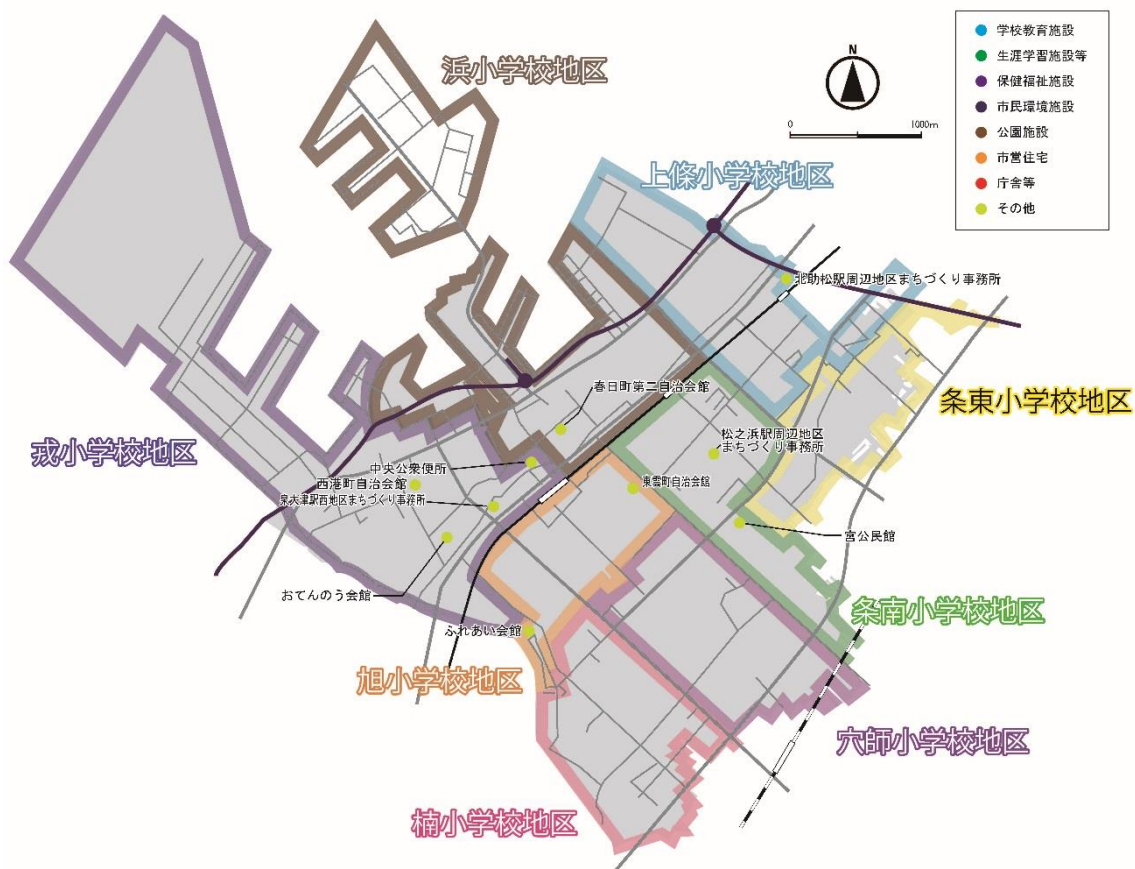 浜小学校地区
学校教育施設
生涯学習施設等
保健福祉施設
市民環境施設
公園施設
市営住宅
庁舎等
その他
N
0
1000m
上條小学校地区
北助松駅周辺地区まちづくり事務所
春日町第二自治会館
条東小学校地区
松之浜駅周辺地区
まちづくり事務所
戎小学校地区
中央公衆便所
西港町自治会館
泉大津駅西地区まちづくり事務所
東雲町自治会館
宮公民館
おてんのう会館
条南小学校地区
ふれあい会館
旭小学校地区
穴師小学校地区
楠小学校地区